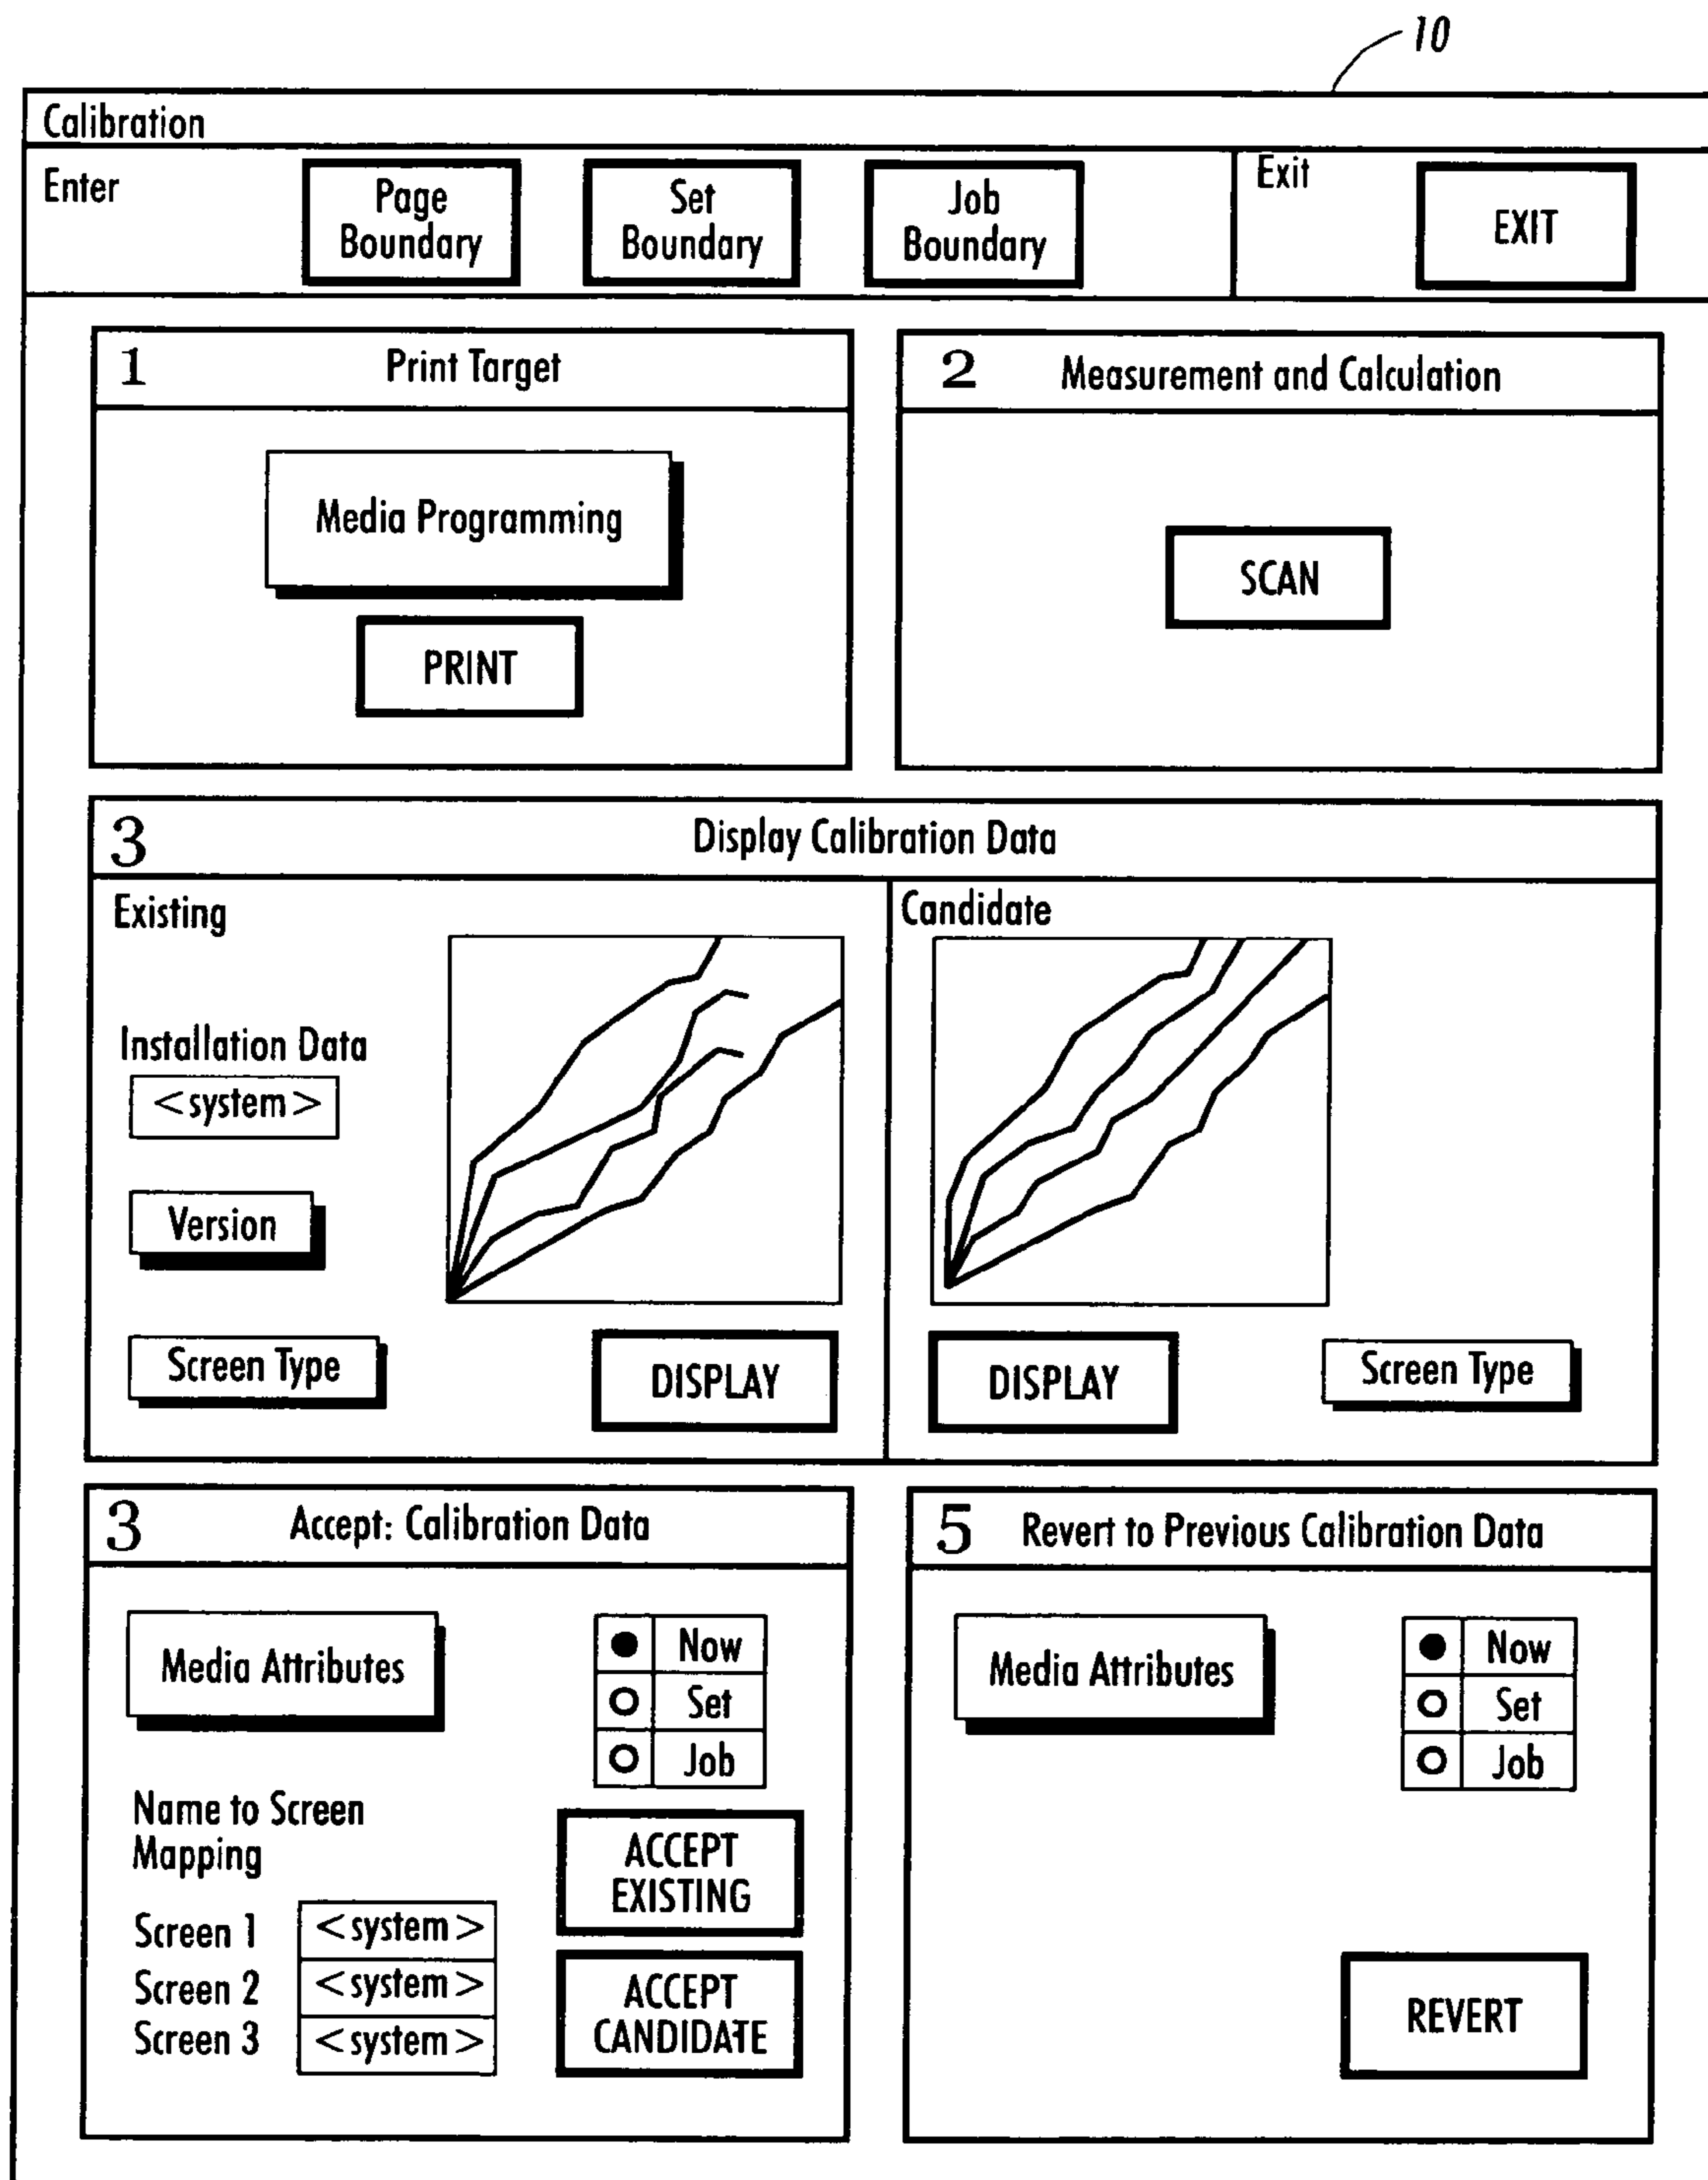 10
Calibration
Enter
Page
Boundary
Set
Boundary
Job
Boundary
Exit
EXIT
1 Print Target
Media Programming
PRINT
2 Measurement and Calculation
SCAN
3 Display Calibration Data
Existing
Installation Data
<system>
Version
Screen Type
DISPLAY
Candidate
DISPLAY
Screen Type
3 Accept: Calibration Data
Media Attributes
Now
Set
Job
Name to Screen
Mapping
Screen 1 <system>
Screen 2 <system>
Screen 3 <system>
ACCEPT
EXISTING
ACCEPT
CANDIDATE
5 Revert to Previous Calibration Data
Media Attributes
Now
Set
Job
REVERT